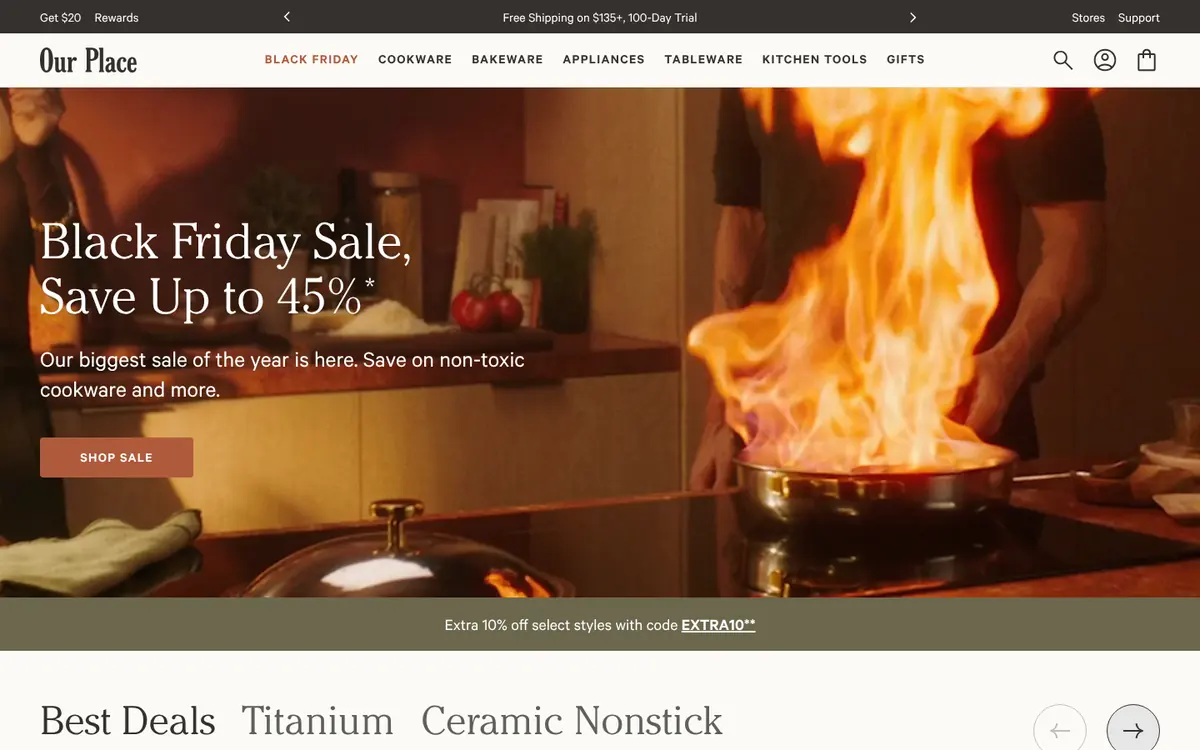 Get $20 Rewards
Free Shipping on $135+, 100-Day Trial
Stores Support
Our Place
BLACK FRIDAY COOKWARE BAKEWARE APPLIANCES TABLEWARE KITCHEN TOOLS GIFTS
Black Friday Sale,
Save Up to 45%*
Our biggest sale of the year is here. Save on non-toxic
cookware and more.
SHOP SALE
Extra 10% off select styles with code EXTRA10**
Best Deals Titanium Ceramic Nonstick